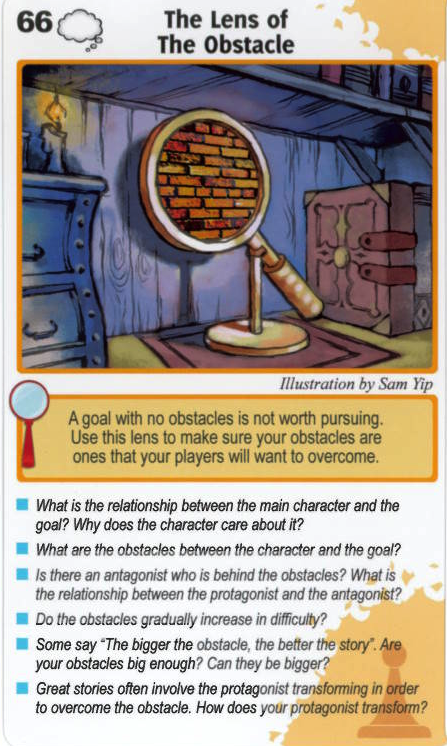 66
The Lens of
The Obstacle
Illustration by Sam Yip
A goal with no obstacles is not worth pursuing.
Use this lens to make sure your obstacles are
ones that your players will want to overcome.
What is the relationship between the main character and the
goal? Why does the character care about it?
What are the obstacles between the character and the goal?
Is there an antagonist who is behind the obstacles? What is
the relationship between the protagonist and the antagonist?
Do the obstacles gradually increase in difficulty?
Some say "The bigger the obstacle, the better the story". Are
your obstacles big enough? Can they be bigger?
Great stories often involve the protagonist transforming in order
to overcome the obstacle. How does your protagonist transform?